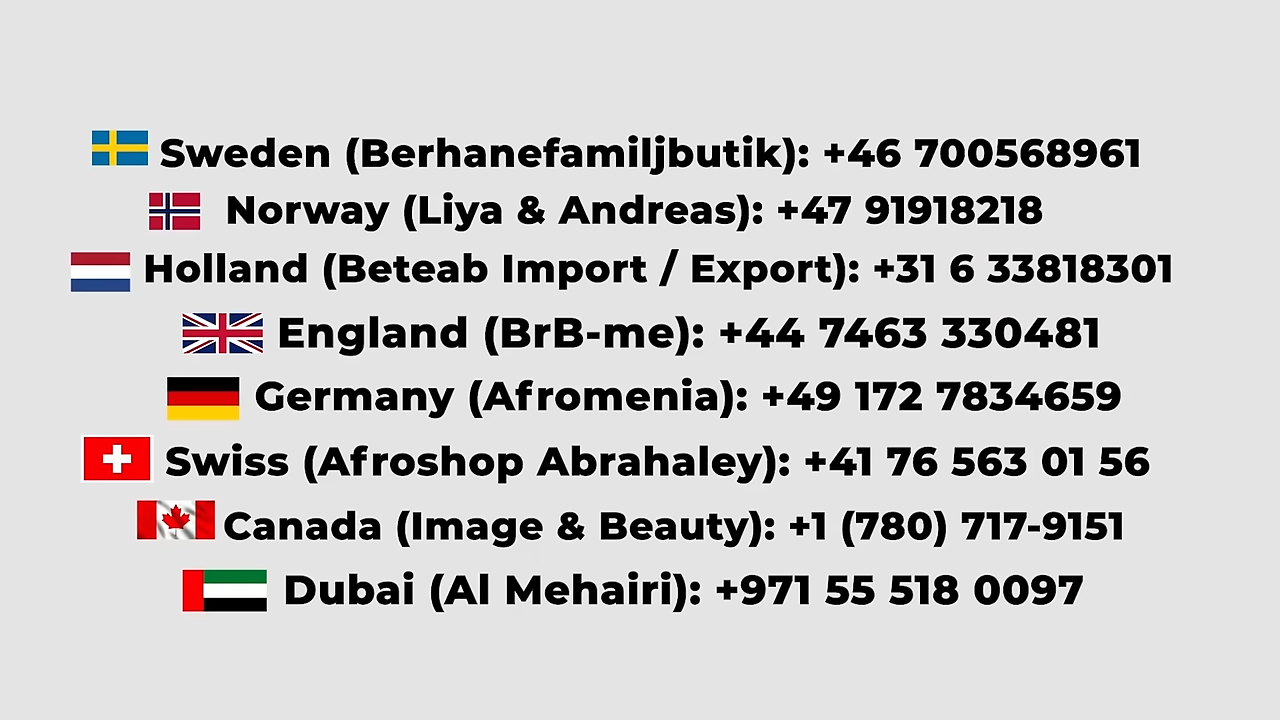 Sweden (Berhanefamiljbutik): +46 700568961
Norway (Liya & Andreas): +47 91918218
Holland (Beteab Import / Export): +31 6 33818301
England (BrB-me): +44 7463 330481
Germany (Afromenia): +49 172 7834659
Swiss (Afroshop Abrahaley): +41 76 563 01 56
Canada (Image & Beauty): +1 (780) 717-9151
Dubai (Al Mehairi): +971 55 518 0097